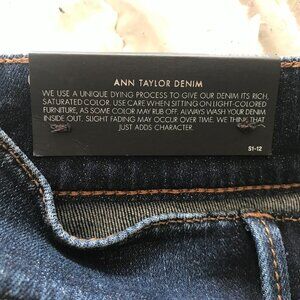 ANN TAYLOR DENIM
WE USE A UNIQUE DYING PROCESS TO GIVE OUR DENIM ITS RICH,
SATURATED COLOR. USE CARE WHEN SITTING ON LIGHT-COLORED
FURNITURE, AS SOME COLOR MAY RUB OFF. ALWAYS WASH YOUR DENIM
INSIDE OUT. SLIGHT FADING MAY OCCUR OVER TIME. WE THINK THAT
JUST ADDS CHARACTER.
S1-12